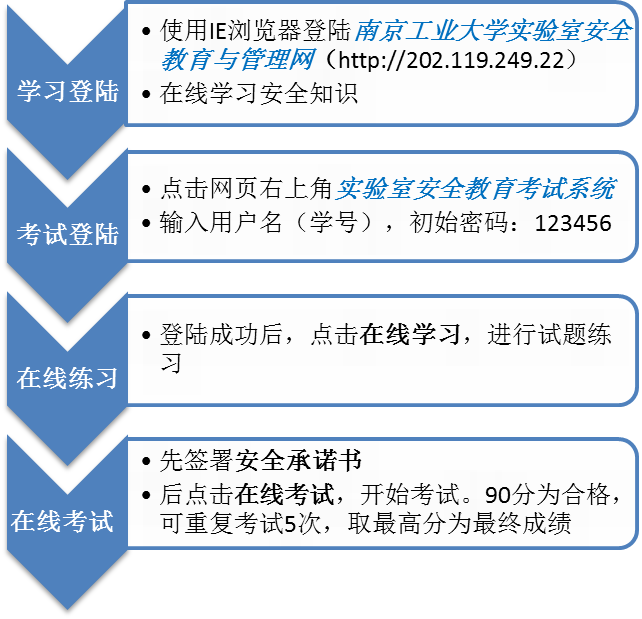 学习登陆
• 使用IE浏览器登陆南京工业大学实验室安全
教育与管理网（http://202.119.249.22）
• 在线学习安全知识
考试登陆
• 点击网页右上角实验室安全教育考试系统
• 输入用户名（学号），初始密码：123456
在线练习
• 登陆成功后，点击在线学习，进行试题练
习
在线考试
• 先签署安全承诺书
• 后点击在线考试，开始考试。90分为合格，
可重复考试5次，取最高分为最终成绩